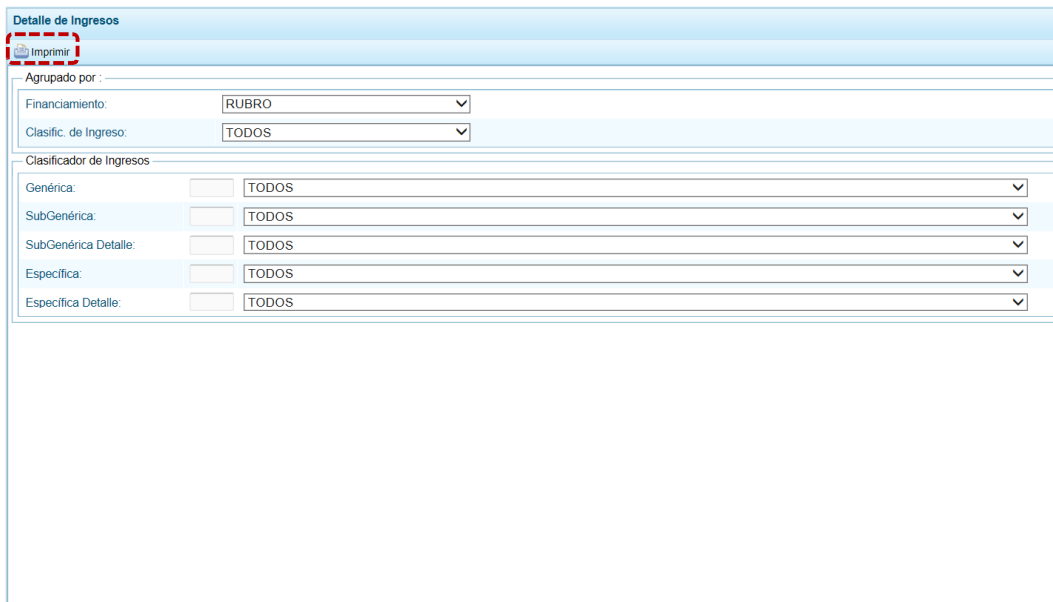 Detalle de Ingresos
Imprimir
Agrupado por :
Financiamiento: RUBRO
Clasific. de Ingreso: TODOS
Clasificador de Ingresos
Genérica: TODOS
SubGenérica: TODOS
SubGenérica Detalle: TODOS
Específica: TODOS
Específica Detalle: TODOS